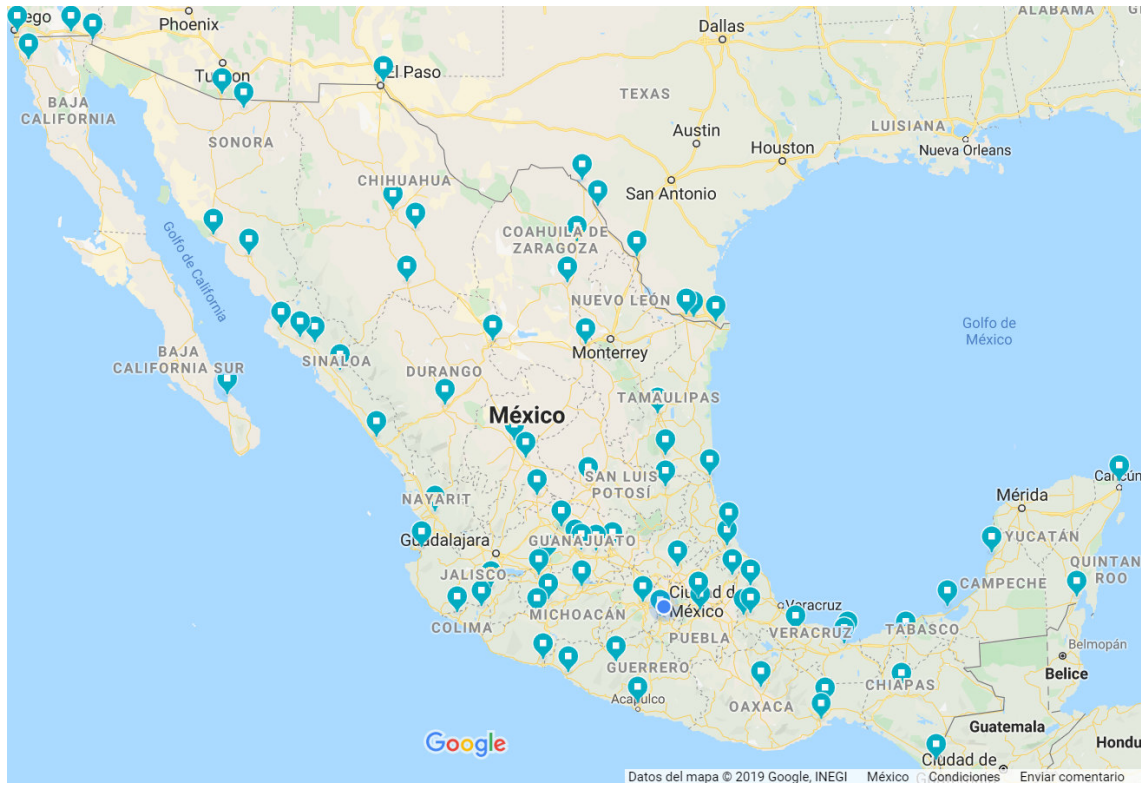 ego
Phoenix
Dallas
ALABAMA
Tucson
El Paso
BAJA
CALIFORNIA
SONORA
TEXAS
LUISIANA
Austin
Houston
Nueva Orleans
CHIHUAHUA
San Antonio
Golfo de California
COAHUILA DE
ZARAGOZA
NUEVO LEÓN
Golfo de
México
Monterrey
BAJA
CALIFORNIA SUR
SINALOA
DURANGO
TAMAULIPAS
México
SAN LUIS
POTOSÍ
Cancún
Mérida
NAYARIT
YUCATÁN
Guadalajara
GUANAJUATO
QUINTAN
ROO
JALISCO
CAMPECHE
Ciudad de
México
Veracruz
COLIMA
MICHOACÁN
PUEBLA
VERACRUZ
TABASCO
Belmopán
GUERRERO
Belice
Acapulco
OAXACA
CHIAPAS
Guatemala
Google
Hondu
Ciudad de
Datos del mapa © 2019 Google, INEGI México Condiciones Enviar comentario